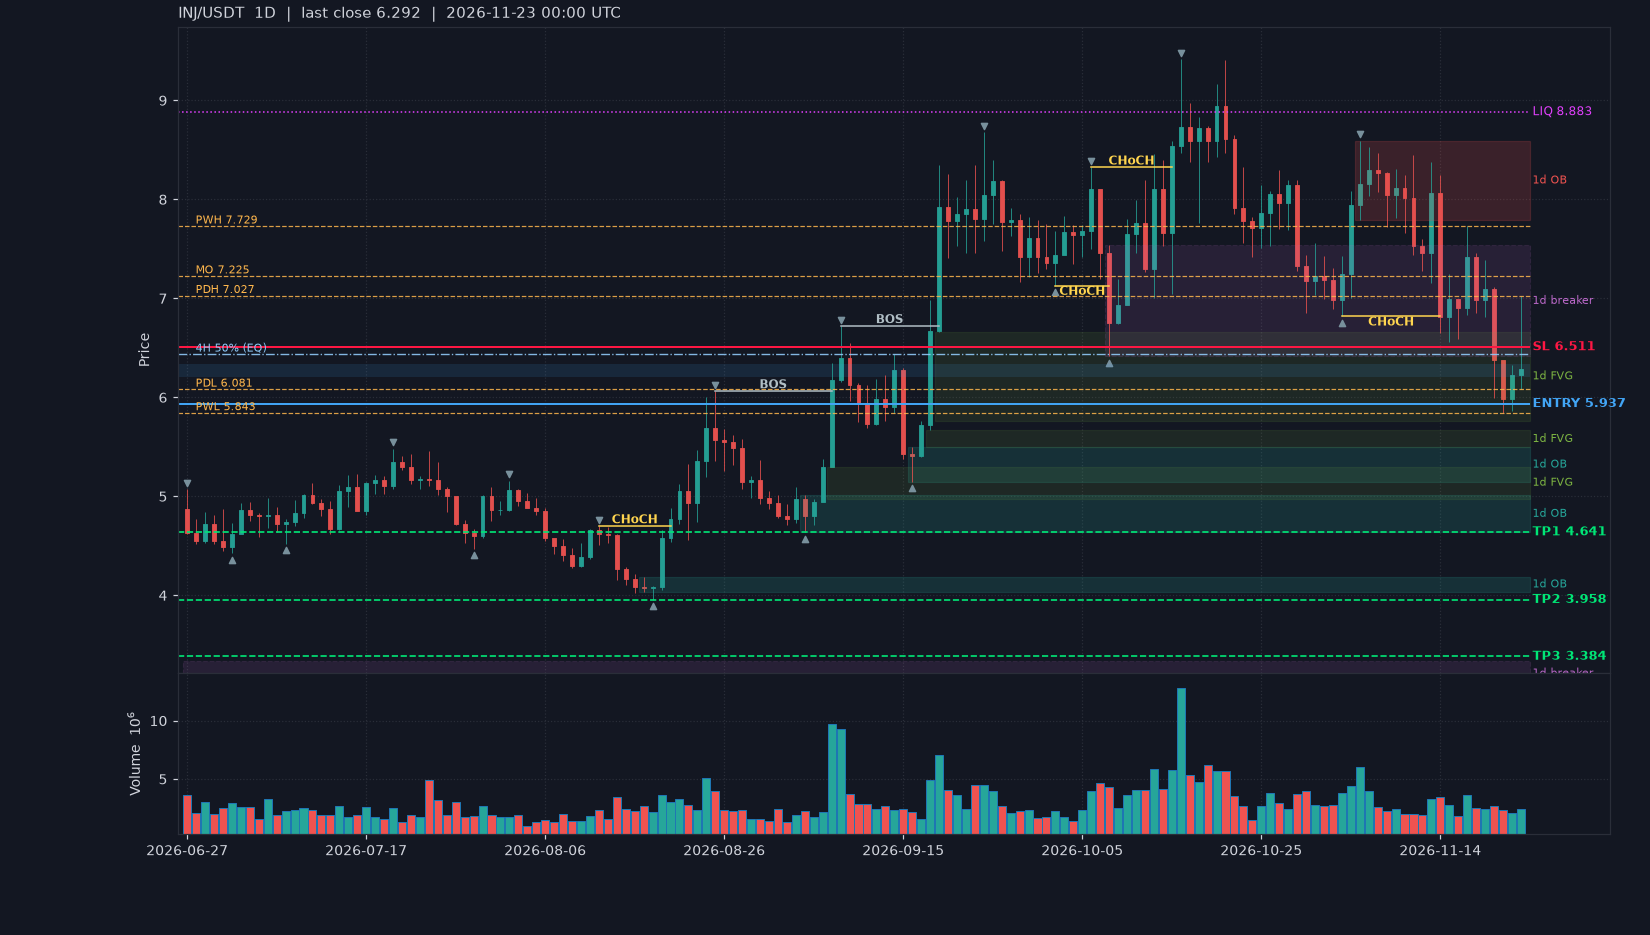 INJ/USDT 1D | last close 6.292 | 2026-11-23 00:00 UTC
Price
9
8
7
6
5
4
LIQ 8.883
CHoCH
1d OB
PWH 7.729
MO 7.225
PDH 7.027
CHoCH
1d breaker
BOS
CHoCH
4H 50% (EQ)
SL 6.511
1d FVG
PDL 6.081
BOS
PWL 5.843
ENTRY 5.937
1d FVG
1d OB
1d FVG
1d OB
CHoCH
TP1 4.641
1d OB
TP2 3.958
TP3 3.384
1d breaker
Volume 10⁶
10
5
2026-06-27
2026-07-17
2026-08-06
2026-08-26
2026-09-15
2026-10-05
2026-10-25
2026-11-14